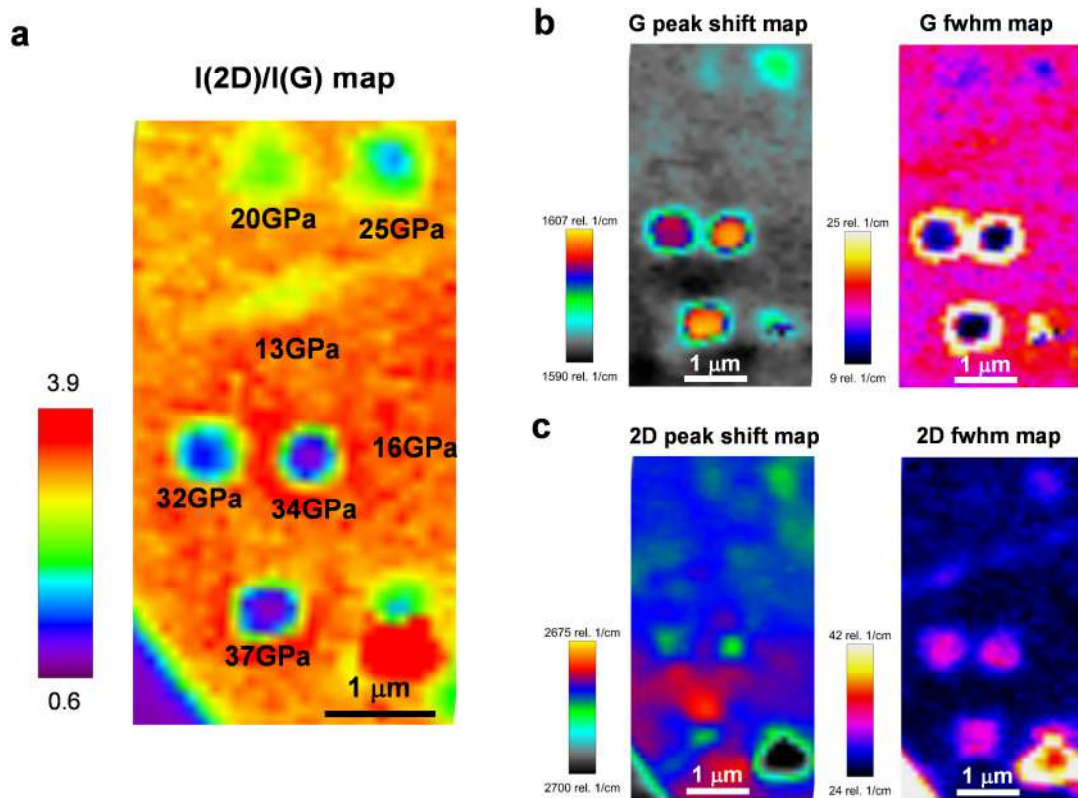 a
I(2D)/I(G) map
20GPa
25GPa
13GPa
16GPa
32GPa
34GPa
37GPa
3.9
0.6
1 μm
b
G peak shift map
G fwhm map
1607 rel. 1/cm
1590 rel. 1/cm
1 μm
25 rel. 1/cm
9 rel. 1/cm
1 μm
c
2D peak shift map
2D fwhm map
2675 rel. 1/cm
2700 rel. 1/cm
1 μm
42 rel. 1/cm
24 rel. 1/cm
1 μm